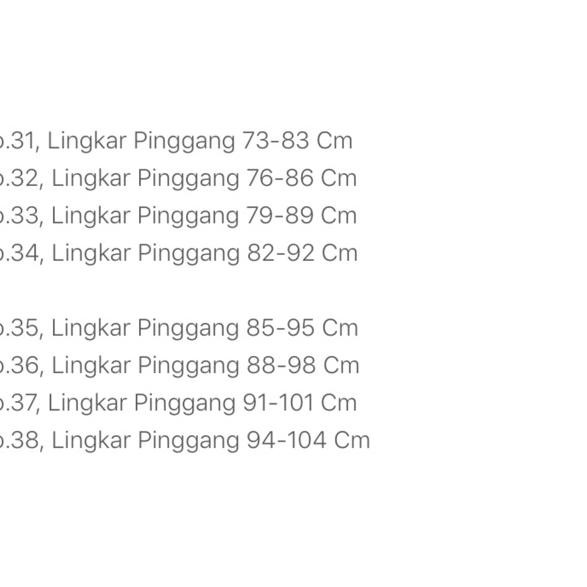 o.31, Lingkar Pinggang 73-83 Cm
o.32, Lingkar Pinggang 76-86 Cm
o.33, Lingkar Pinggang 79-89 Cm
o.34, Lingkar Pinggang 82-92 Cm
o.35, Lingkar Pinggang 85-95 Cm
o.36, Lingkar Pinggang 88-98 Cm
o.37, Lingkar Pinggang 91-101 Cm
o.38, Lingkar Pinggang 94-104 Cm